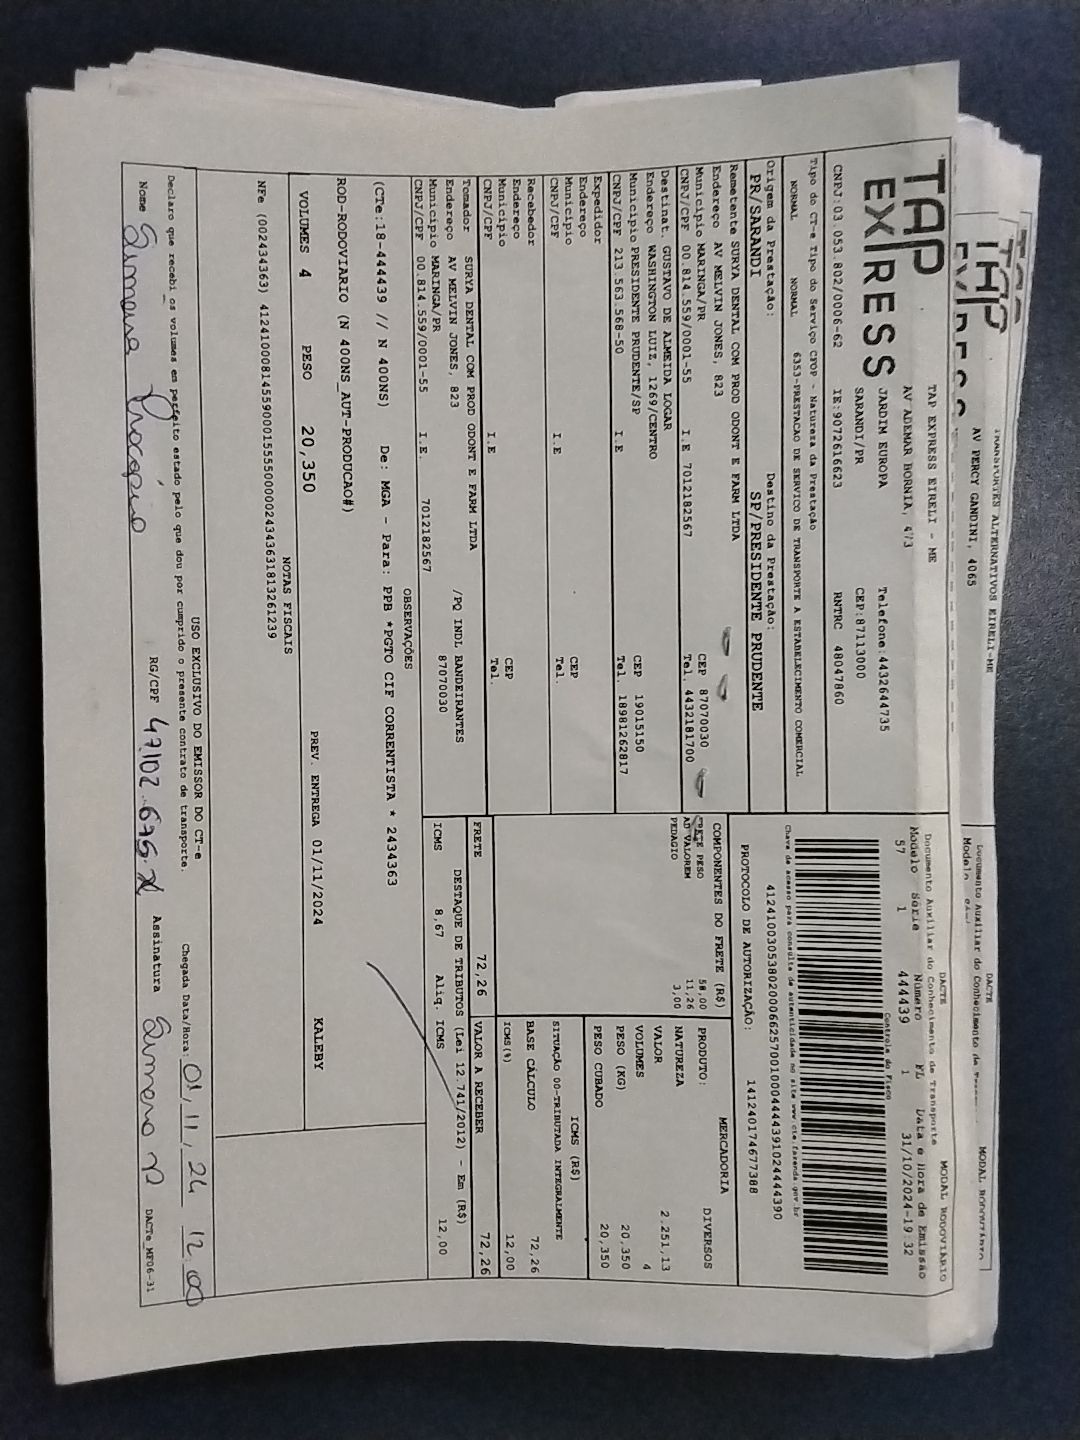 TAP
EXPRESS
TAP EXPRESS EIRELI - ME
AV ADEMAR BORNIA, 473
JARDIM EUROPA
SARANDI/PR
Telefone:4432644735
CEP:87113000
CNPJ:03.053.802/0006-62
IE:9072616623
RNTRC 48047860
DACTE
MODAL RODOVIÁRIO
Documento Auxiliar do Conhecimento de Transporte
Modelo Série Número FL Data e Hora de Emissão
57 1 444439 1 31/10/2024-19:32
Controle do Fisco
Chave de acesso para consulta de autenticidade no site www.cte.fazenda.gov.br
PROTOCOLO DE AUTORIZAÇÃO: 141240174677388
Tipo do CT-e Tipo do Serviço CFOP - Natureza da Prestação
NORMAL NORMAL 6353-PRESTACAO DE SERVICO DE TRANSPORTE A ESTABELECIMENTO COMERCIAL
Origem da Prestação: Destino da Prestação:
PR/SARANDI SP/PRESIDENTE PRUDENTE
Remetente SURYA DENTAL COM PROD ODONT E FARM LTDA
Endereço AV MELVIN JONES, 823
Município MARINGA/PR CEP 87070030
CNPJ/CPF 00.814.559/0001-55 I.E 7012182567 Tel. 4432181700
Destinat. GUSTAVO DE ALMEIDA LOGAR
Endereço WASHINGTON LUIZ, 1269/CENTRO
Município PRESIDENTE PRUDENTE/SP CEP 19015150
CNPJ/CPF 213.563.568-50 I.E Tel. 18981262817
Expedidor
Endereço
Município CEP
CNPJ/CPF I.E Tel.
Recebedor
Endereço
Município CEP
CNPJ/CPF I.E Tel.
Tomador SURYA DENTAL COM PROD ODONT E FARM LTDA
Endereço AV MELVIN JONES, 823 /PQ INDL BANDEIRANTES
Município MARINGA/PR 87070030
CNPJ/CPF 00.814.559/0001-55 I.E. 7012182567
COMPONENTES DO FRETE (R$)
FRETE PESO 58,00
AD VALOREM 11,26
PEDAGIO 3,00
FRETE 72,26
MERCADORIA
PRODUTO: DIVERSOS
NATUREZA
VALOR 2.251,13
VOLUMES 4
PESO (KG) 20,350
PESO CUBADO 20,350
ICMS (R$)
SITUAÇÃO 00-TRIBUTADA INTEGRALMENTE
BASE CÁLCULO 72,26
ICMS(%) 12,00
VALOR A RECEBER 72,26
DESTAQUE DE TRIBUTOS (Lei 12.741/2012) - Em (R$)
ICMS 8,67 Aliq. ICMS 12,00
OBSERVAÇÕES
(CTe:18-444439 // N 400NS) De: MGA - Para: PPB *PGTO CIF CORRENTISTA * 2434363
ROD-RODOVIARIO (N 400NS_AUT-PRODUCAO#)
VOLUMES 4 PESO 20,350 PREV. ENTREGA 01/11/2024 KALEBY
NOTAS FISCAIS
USO EXCLUSIVO DO EMISSOR DO CT-e
Declaro que recebi os volumes em perfeito estado pelo que dou por cumprido o presente contrato de transporte.
Chegada Data/Hora: 01/11/24 12:00
Nome Simone Procópio RG/CPF 47102.675.X Assinatura Simone P
DACTe_MF06-31
TRANSPORTES ALTERNATIVOS EIRELI-ME
AV PERCY GANDINI, 4065
DACTE
Documento Auxiliar do Conhecimento de
Modelo
MODAL RODOVIÁRIO